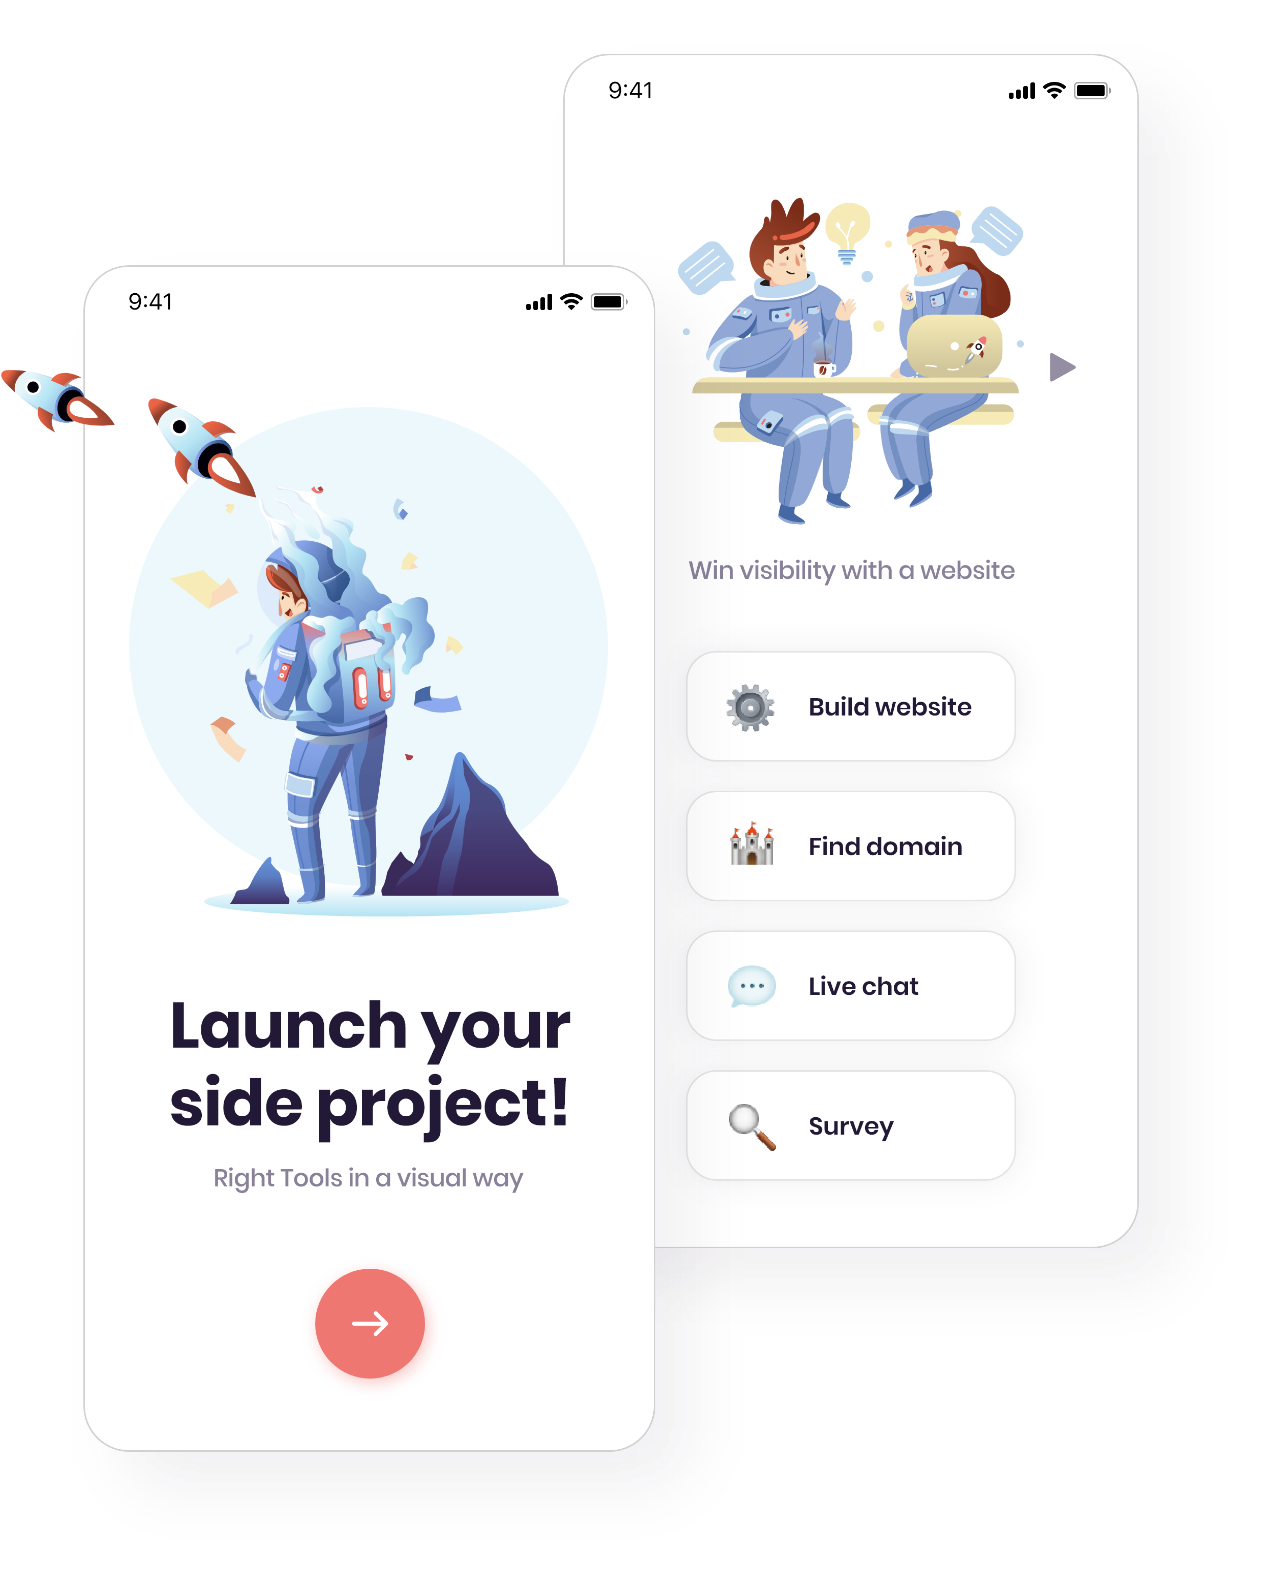 9:41
Launch your
side project!
Right Tools in a visual way
9:41
Win visibility with a website
Build website
Find domain
Live chat
Survey